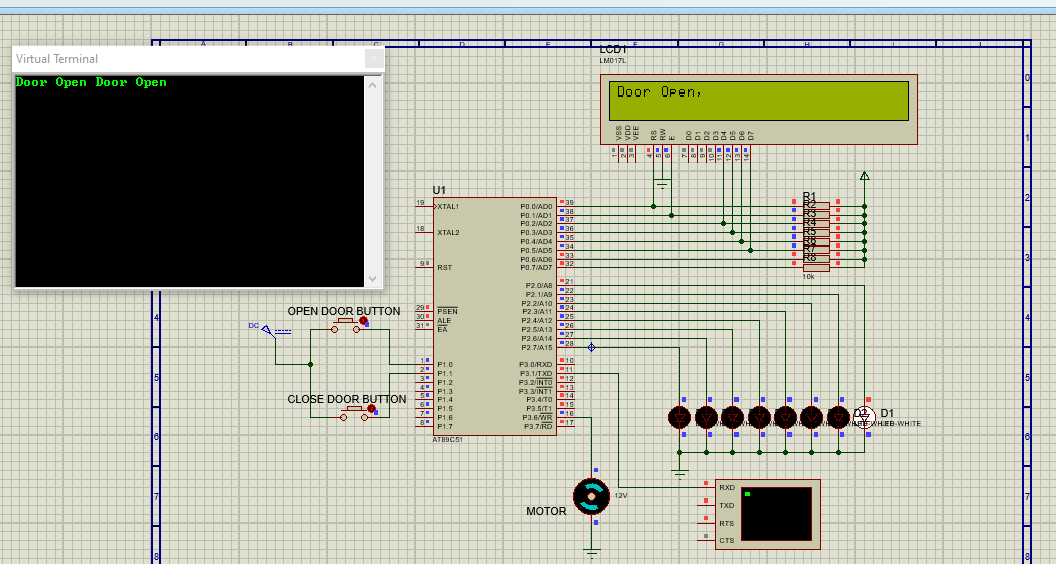 Virtual Terminal
Door Open Door Open
A B C D E F G H I J
0
1
2
3
4
5
6
7
8
LCD1
LM017L
Door Open,
VSS VDD VEE RS RW E D0 D1 D2 D3 D4 D5 D6 D7
1 2 3 4 5 6 7 8 9 10 11 12 13 14
U1
19 XTAL1
18 XTAL2
9 RST
29 PSEN
30 ALE
31 EA
1 P1.0
2 P1.1
3 P1.2
4 P1.3
5 P1.4
6 P1.5
7 P1.6
8 P1.7
AT89C51
P0.0/AD0 39
P0.1/AD1 38
P0.2/AD2 37
P0.3/AD3 36
P0.4/AD4 35
P0.5/AD5 34
P0.6/AD6 33
P0.7/AD7 32
P2.0/A8 21
P2.1/A9 22
P2.2/A10 23
P2.3/A11 24
P2.4/A12 25
P2.5/A13 26
P2.6/A14 27
P2.7/A15 28
P3.0/RXD 10
P3.1/TXD 11
P3.2/INT0 12
P3.3/INT1 13
P3.4/T0 14
P3.5/T1 15
P3.6/WR 16
P3.7/RD 17
R1
R2
R3
R4
R5
R6
R7
R8
10k
OPEN DOOR BUTTON
DC
CLOSE DOOR BUTTON
D1
MOTOR
12V
RXD
TXD
RTS
CTS